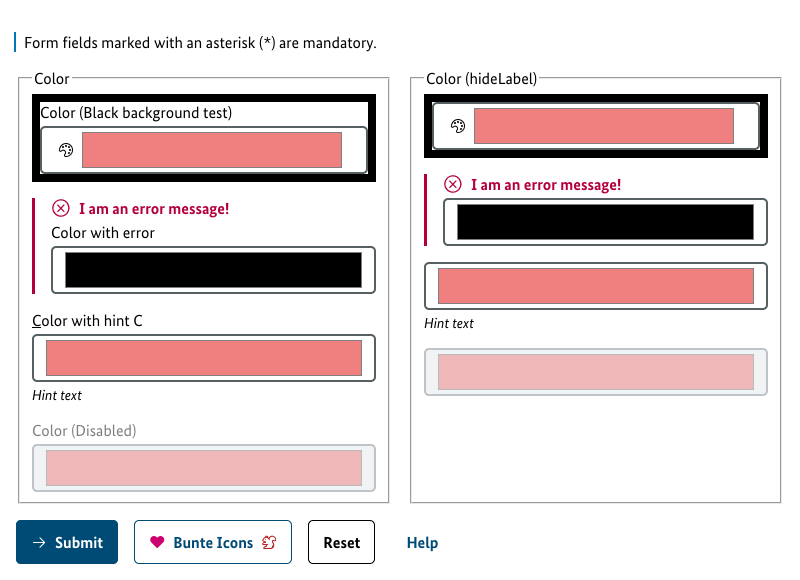 Form fields marked with an asterisk (*) are mandatory.
Color
Color (Black background test)
I am an error message!
Color with error
Color with hint C
Hint text
Color (Disabled)
Color (hideLabel)
I am an error message!
Hint text
Submit
Bunte Icons
Reset
Help